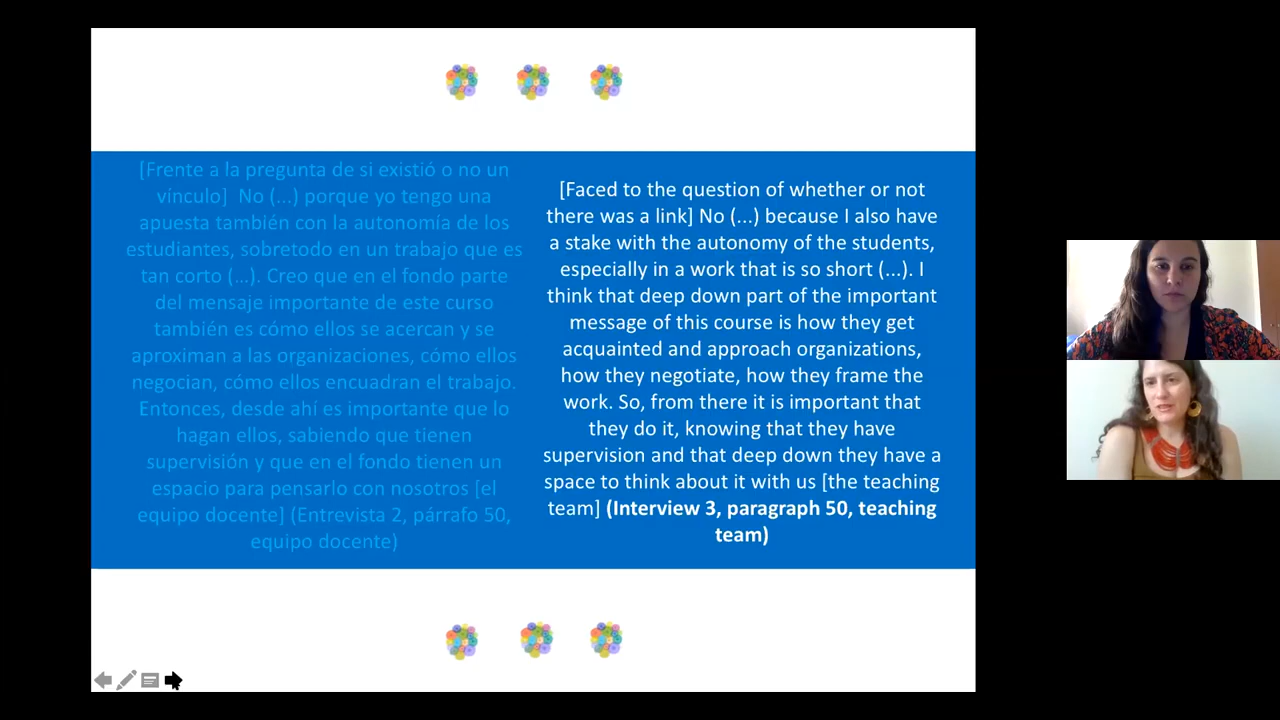 [Frente a la pregunta de si existió o no un
vínculo]  No (...) porque yo tengo una
apuesta también con la autonomía de los
estudiantes, sobretodo en un trabajo que es
tan corto (...). Creo que en el fondo parte
del mensaje importante de este curso
también es cómo ellos se acercan y se
aproximan a las organizaciones, cómo ellos
negocian, cómo ellos encuadran el trabajo.
Entonces, desde ahí es importante que lo
hagan ellos, sabiendo que tienen
supervisión y que en el fondo tienen un
espacio para pensarlo con nosotros [el
equipo docente] (Entrevista 2, párrafo 50,
equipo docente)
[Faced to the question of whether or not
there was a link] No (...) because I also have
a stake with the autonomy of the students,
especially in a work that is so short (...). I
think that deep down part of the important
message of this course is how they get
acquainted and approach organizations,
how they negotiate, how they frame the
work. So, from there it is important that
they do it, knowing that they have
supervision and that deep down they have a
space to think about it with us [the teaching
team] (Interview 3, paragraph 50, teaching
team)